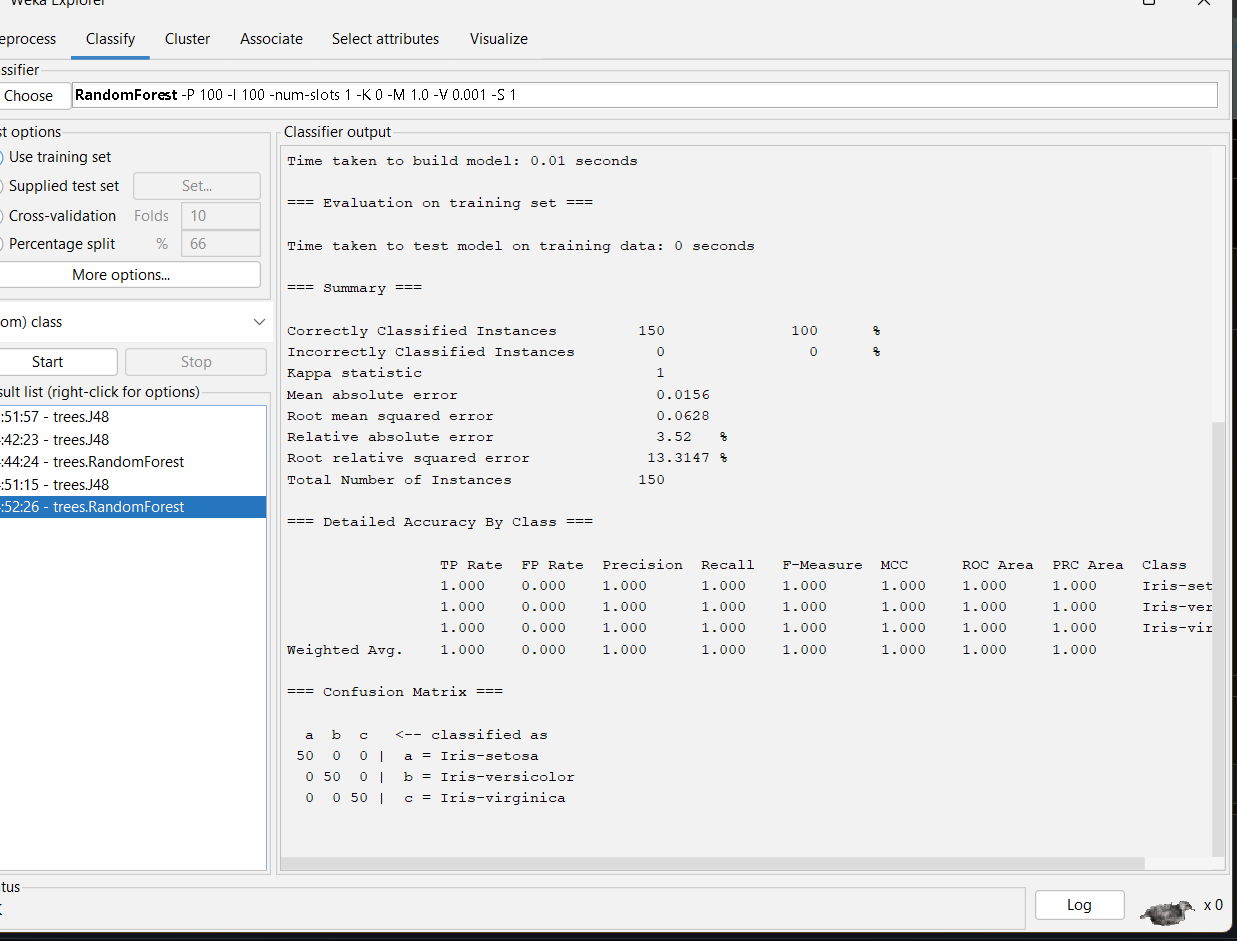 Weka Explorer
eprocess Classify Cluster Associate Select attributes Visualize
ssifier
Choose RandomForest -P 100 -I 100 -num-slots 1 -K 0 -M 1.0 -V 0.001 -S 1
st options
Use training set
Supplied test set Set...
Cross-validation Folds 10
Percentage split % 66
More options...
om) class
Start Stop
sult list (right-click for options)
:51:57 - trees.J48
:42:23 - trees.J48
:44:24 - trees.RandomForest
:51:15 - trees.J48
:52:26 - trees.RandomForest
Classifier output
Time taken to build model: 0.01 seconds
=== Evaluation on training set ===
Time taken to test model on training data: 0 seconds
=== Summary ===
Correctly Classified Instances 150 100 %
Incorrectly Classified Instances 0 0 %
Kappa statistic 1
Mean absolute error 0.0156
Root mean squared error 0.0628
Relative absolute error 3.52 %
Root relative squared error 13.3147 %
Total Number of Instances 150
=== Detailed Accuracy By Class ===
TP Rate FP Rate Precision Recall F-Measure MCC ROC Area PRC Area Class
1.000 0.000 1.000 1.000 1.000 1.000 1.000 1.000 Iris-set
1.000 0.000 1.000 1.000 1.000 1.000 1.000 1.000 Iris-ver
1.000 0.000 1.000 1.000 1.000 1.000 1.000 1.000 Iris-vir
Weighted Avg. 1.000 0.000 1.000 1.000 1.000 1.000 1.000 1.000
=== Confusion Matrix ===
a b c <-- classified as
50 0 0 | a = Iris-setosa
0 50 0 | b = Iris-versicolor
0 0 50 | c = Iris-virginica
tus
Log x 0